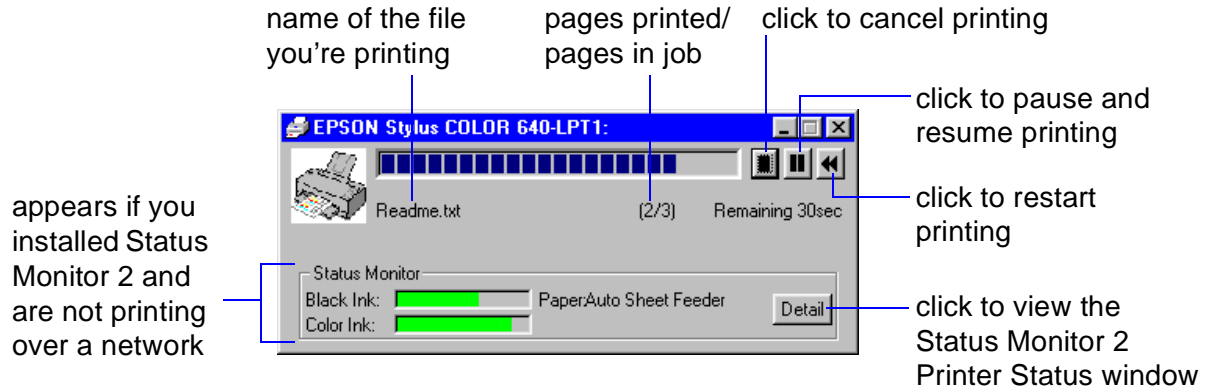 name of the file
you're printing
pages printed/
pages in job
click to cancel printing
click to pause and
resume printing
EPSON Stylus COLOR 640-LPT1:
Readme.txt
(2/3)
Remaining 30sec
click to restart
printing
appears if you
installed Status
Monitor 2 and
are not printing
over a network
Status Monitor
Black Ink:
Paper:Auto Sheet Feeder
Color Ink:
Detail
click to view the
Status Monitor 2
Printer Status window